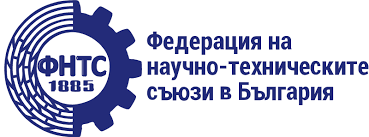 ФНТС
1885
Федерация на
научно-техническите
съюзи в България